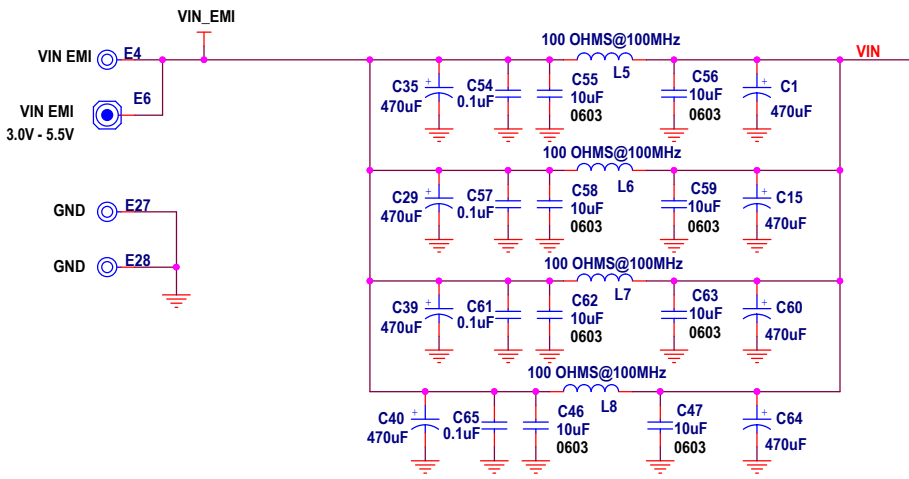 VIN_EMI
VIN EMI E4
E6
VIN EMI
3.0V - 5.5V
GND E27
GND E28
100 OHMS@100MHz
L5
VIN
C35
470uF
C54
0.1uF
C55
10uF
0603
C56
10uF
0603
C1
470uF
100 OHMS@100MHz
L6
C29
470uF
C57
0.1uF
C58
10uF
0603
C59
10uF
0603
C15
470uF
100 OHMS@100MHz
L7
C39
470uF
C61
0.1uF
C62
10uF
0603
C63
10uF
0603
C60
470uF
100 OHMS@100MHz
L8
C40
470uF
C65
0.1uF
C46
10uF
0603
C47
10uF
0603
C64
470uF